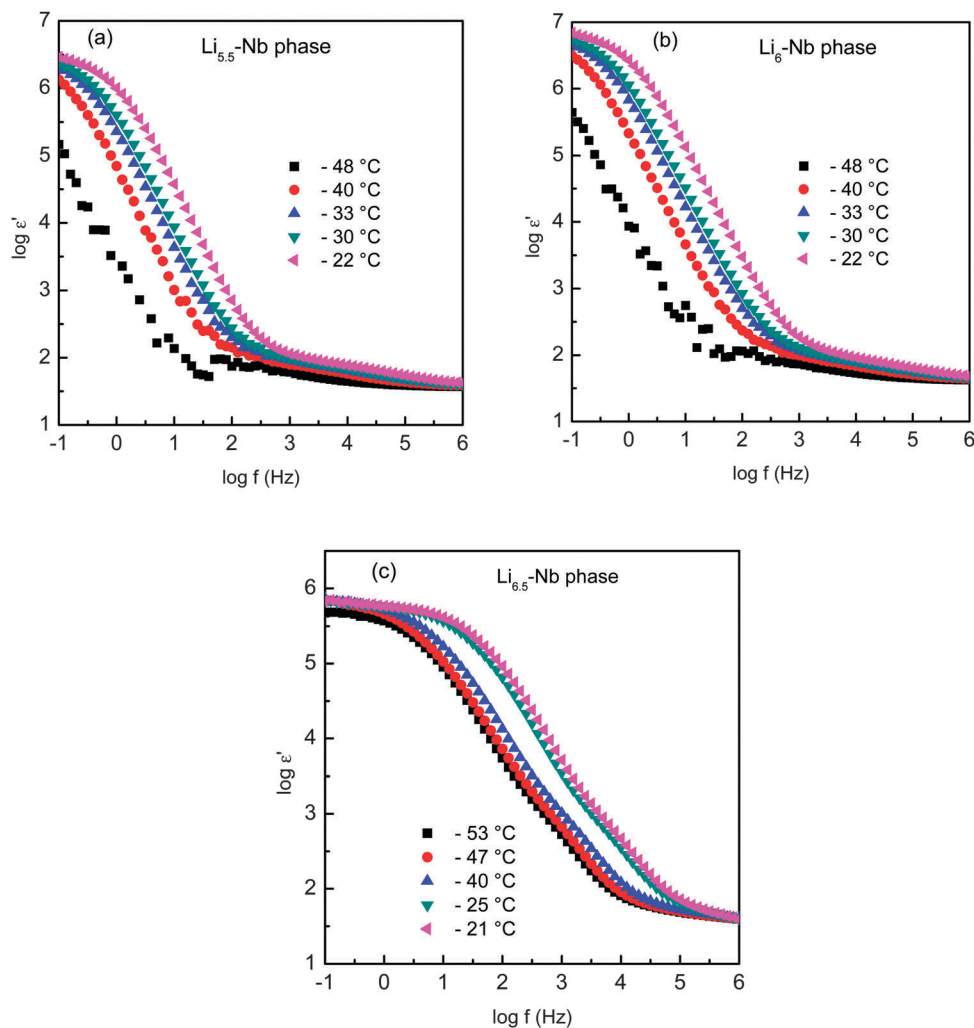 (a)
Li5.5-Nb phase
7
6
5
4
3
2
1
log ε'
- 48 °C
- 40 °C
- 33 °C
- 30 °C
- 22 °C
-1 0 1 2 3 4 5 6
log f (Hz)
(b)
Li6-Nb phase
7
6
5
4
3
2
1
log ε'
- 48 °C
- 40 °C
- 33 °C
- 30 °C
- 22 °C
-1 0 1 2 3 4 5 6
log f (Hz)
(c)
Li6.5-Nb phase
6
5
4
3
2
1
log ε'
- 53 °C
- 47 °C
- 40 °C
- 25 °C
- 21 °C
-1 0 1 2 3 4 5 6
log f (Hz)